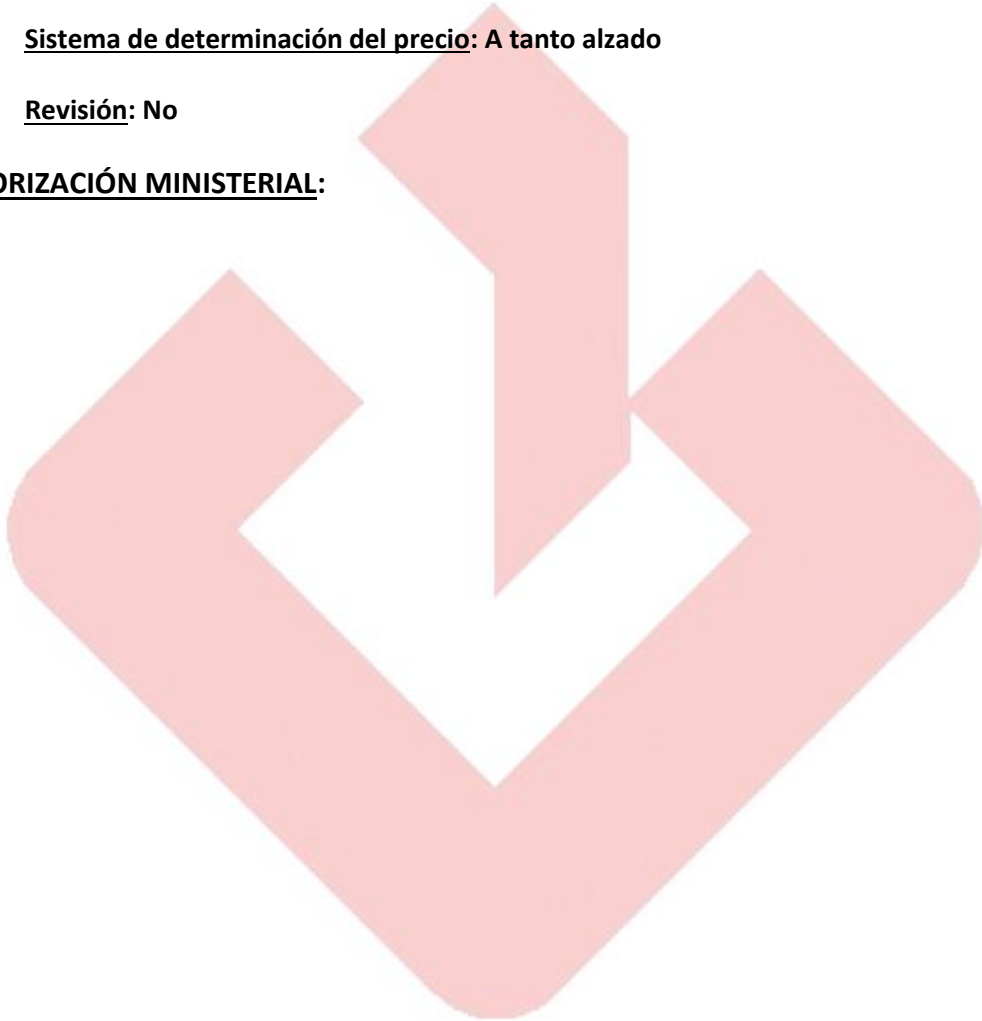 Sistema de determinación del precio: A tanto alzado
Revisión: No
ORIZACIÓN MINISTERIAL: